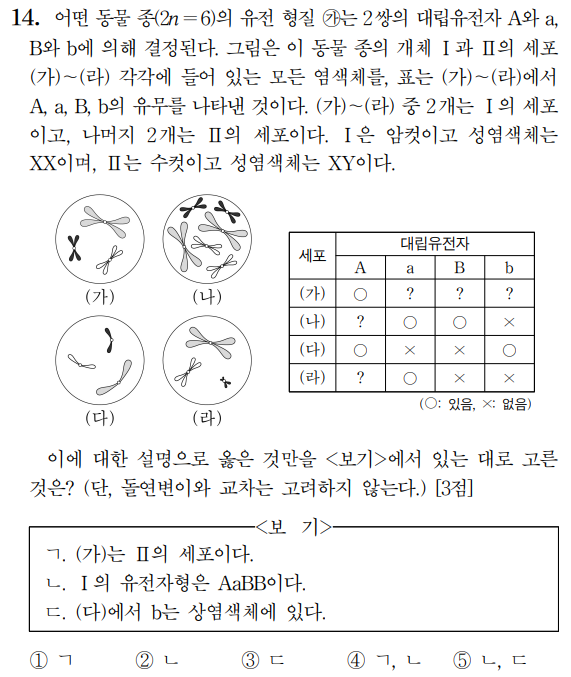 14. 어떤 동물 종(2n=6)의 유전 형질 ㉮는 2쌍의 대립유전자 A와 a,
B와 b에 의해 결정된다. 그림은 이 동물 종의 개체 Ⅰ과 Ⅱ의 세포
(가)~(라) 각각에 들어 있는 모든 염색체를, 표는 (가)~(라)에서
A, a, B, b의 유무를 나타낸 것이다. (가)~(라) 중 2개는 Ⅰ의 세포
이고, 나머지 2개는 Ⅱ의 세포이다. Ⅰ은 암컷이고 성염색체는
XX이며, Ⅱ는 수컷이고 성염색체는 XY이다.
(가) (나)
(다) (라)
세포 대립유전자
A a B b
(가) ○ ? ? ?
(나) ? ○ ○ ×
(다) ○ × × ○
(라) ? ○ × ×
(○: 있음, ×: 없음)
이에 대한 설명으로 옳은 것만을 <보기>에서 있는 대로 고른
것은? (단, 돌연변이와 교차는 고려하지 않는다.) [3점]
<보 기>
ㄱ. (가)는 Ⅱ의 세포이다.
ㄴ. Ⅰ의 유전자형은 AaBB이다.
ㄷ. (다)에서 b는 상염색체에 있다.
① ㄱ ② ㄴ ③ ㄷ ④ ㄱ, ㄴ ⑤ ㄴ, ㄷ